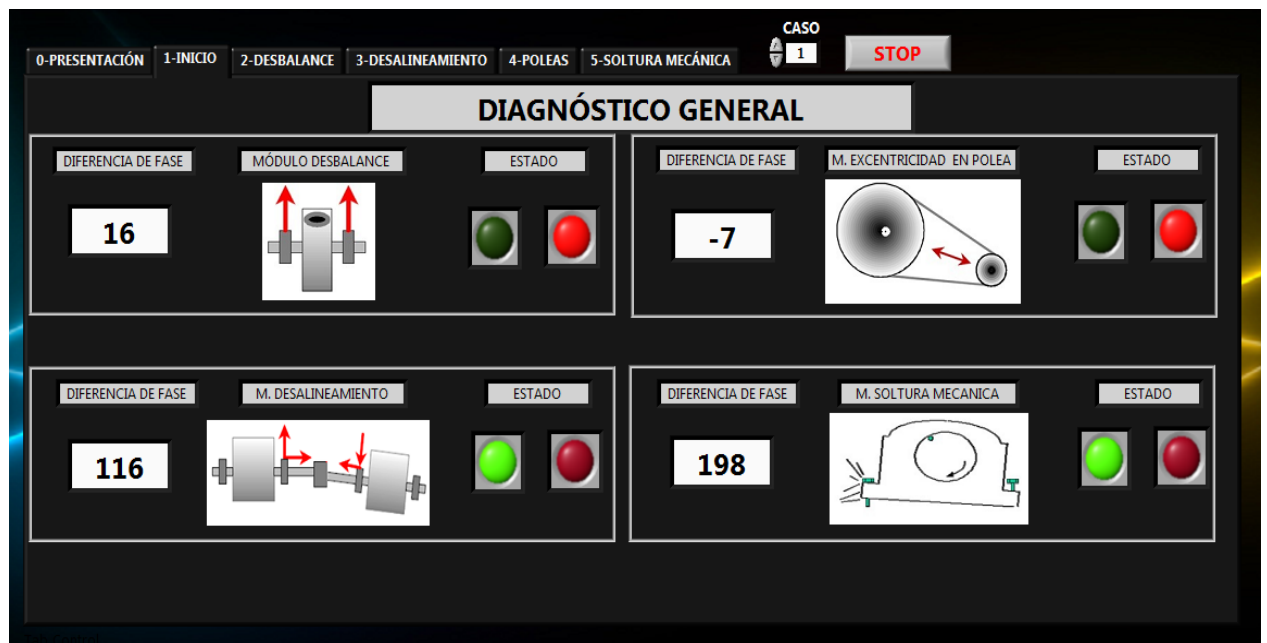 CASO
0-PRESENTACIÓN 1-INICIO 2-DESBALANCE 3-DESALINEAMIENTO 4-POLEAS 5-SOLTURA MECÁNICA 1 STOP
DIAGNÓSTICO GENERAL
DIFERENCIA DE FASE MÓDULO DESBALANCE ESTADO
16
DIFERENCIA DE FASE M. EXCENTRICIDAD EN POLEA ESTADO
-7
DIFERENCIA DE FASE M. DESALINEAMIENTO ESTADO
116
DIFERENCIA DE FASE M. SOLTURA MECANICA ESTADO
198